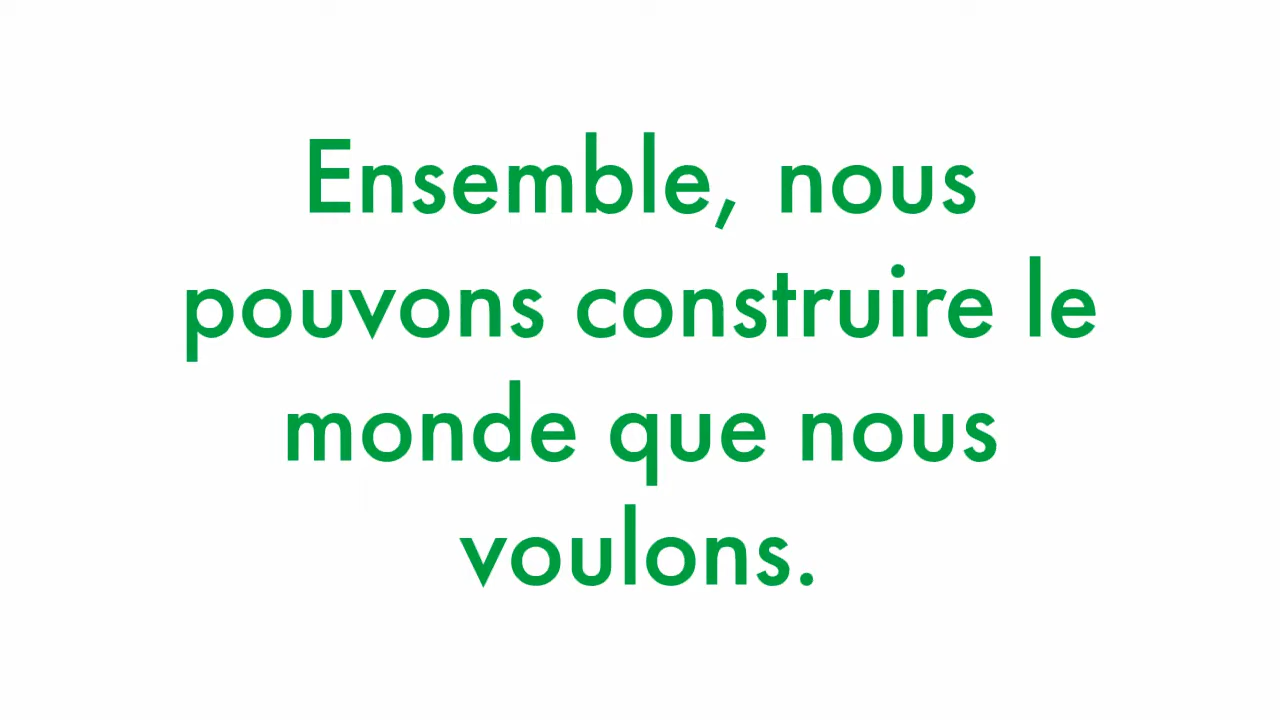 Ensemble, nous
pouvons construire le
monde que nous
voulons.